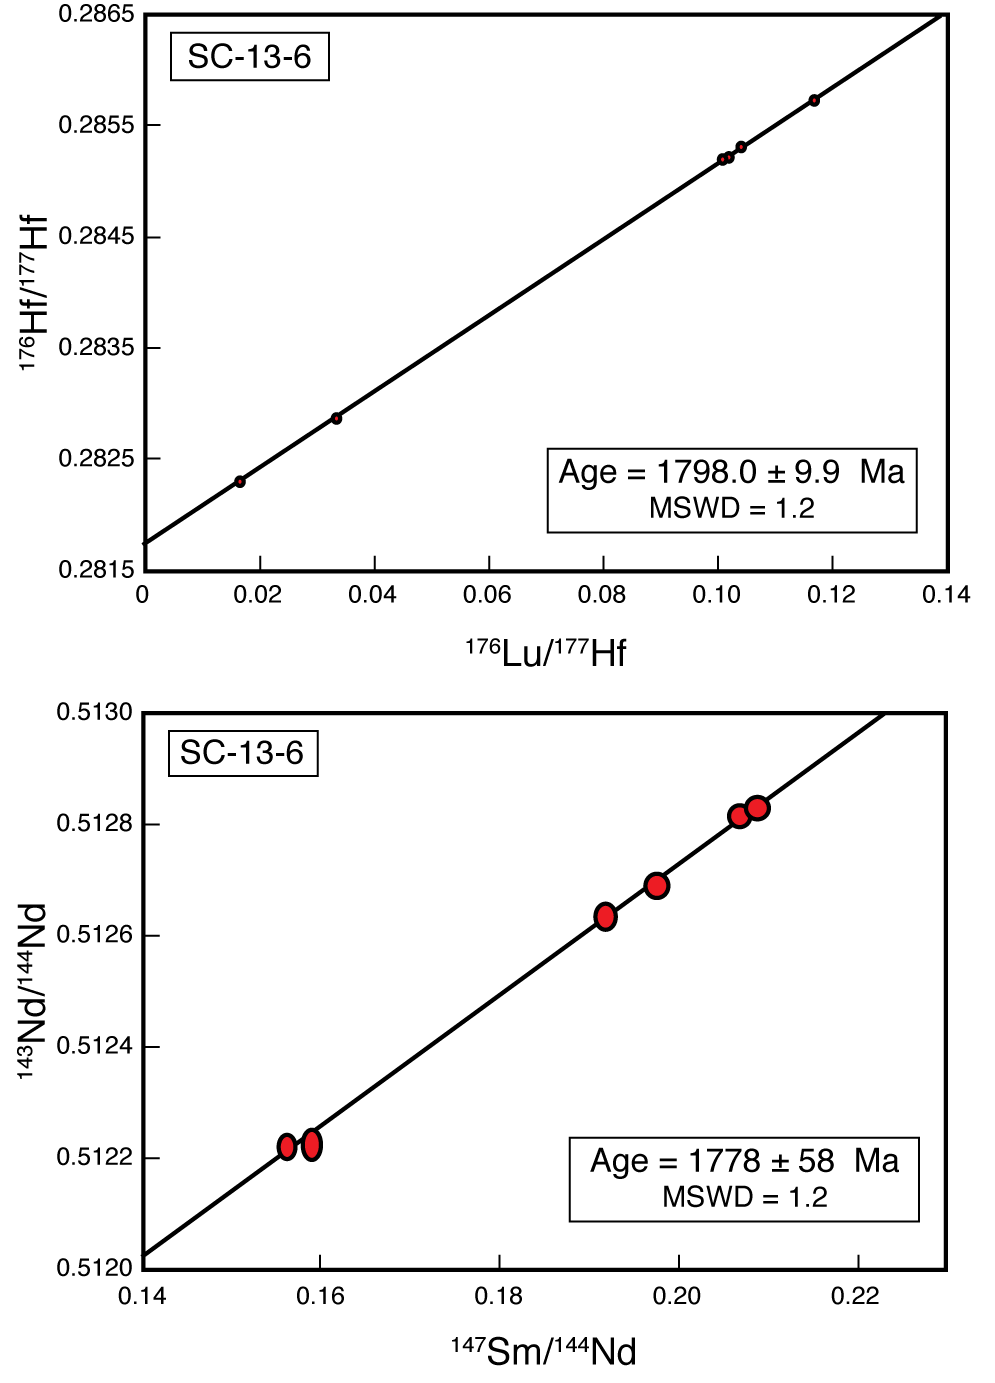 0.2865
SC-13-6
0.2855
0.2845
0.2835
0.2825
0.2815
176Hf/177Hf
Age = 1798.0 ± 9.9 Ma
MSWD = 1.2
0 0.02 0.04 0.06 0.08 0.10 0.12 0.14
176Lu/177Hf
0.5130
SC-13-6
0.5128
0.5126
0.5124
0.5122
0.5120
143Nd/144Nd
Age = 1778 ± 58 Ma
MSWD = 1.2
0.14 0.16 0.18 0.20 0.22
147Sm/144Nd